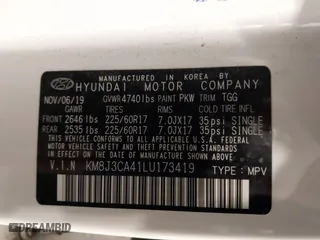 MANUFACTURED IN KOREA BY
HYUNDAI MOTOR COMPANY
NOV/06/19 GVWR 4740lbs PAINT PKW TRIM TGG
GAWR TIRES RIMS COLD TIRE INFL
FRONT 2646 lbs 225/60R17 7.0JX17 35psi SINGLE
REAR 2535 lbs 225/60R17 7.0JX17 35psi SINGLE
THIS VEHICLE CONFORMS TO ALL APPLICABLE
U.S. FEDERAL MOTOR VEHICLE SAFETY AND
THEFT PREVENTION STANDARDS IN EFFECT ON
THE DATE OF MANUFACTURE SHOWN ABOVE.
V.I.N KM8J3CA41LU173419 TYPE: MPV
DREAMBID